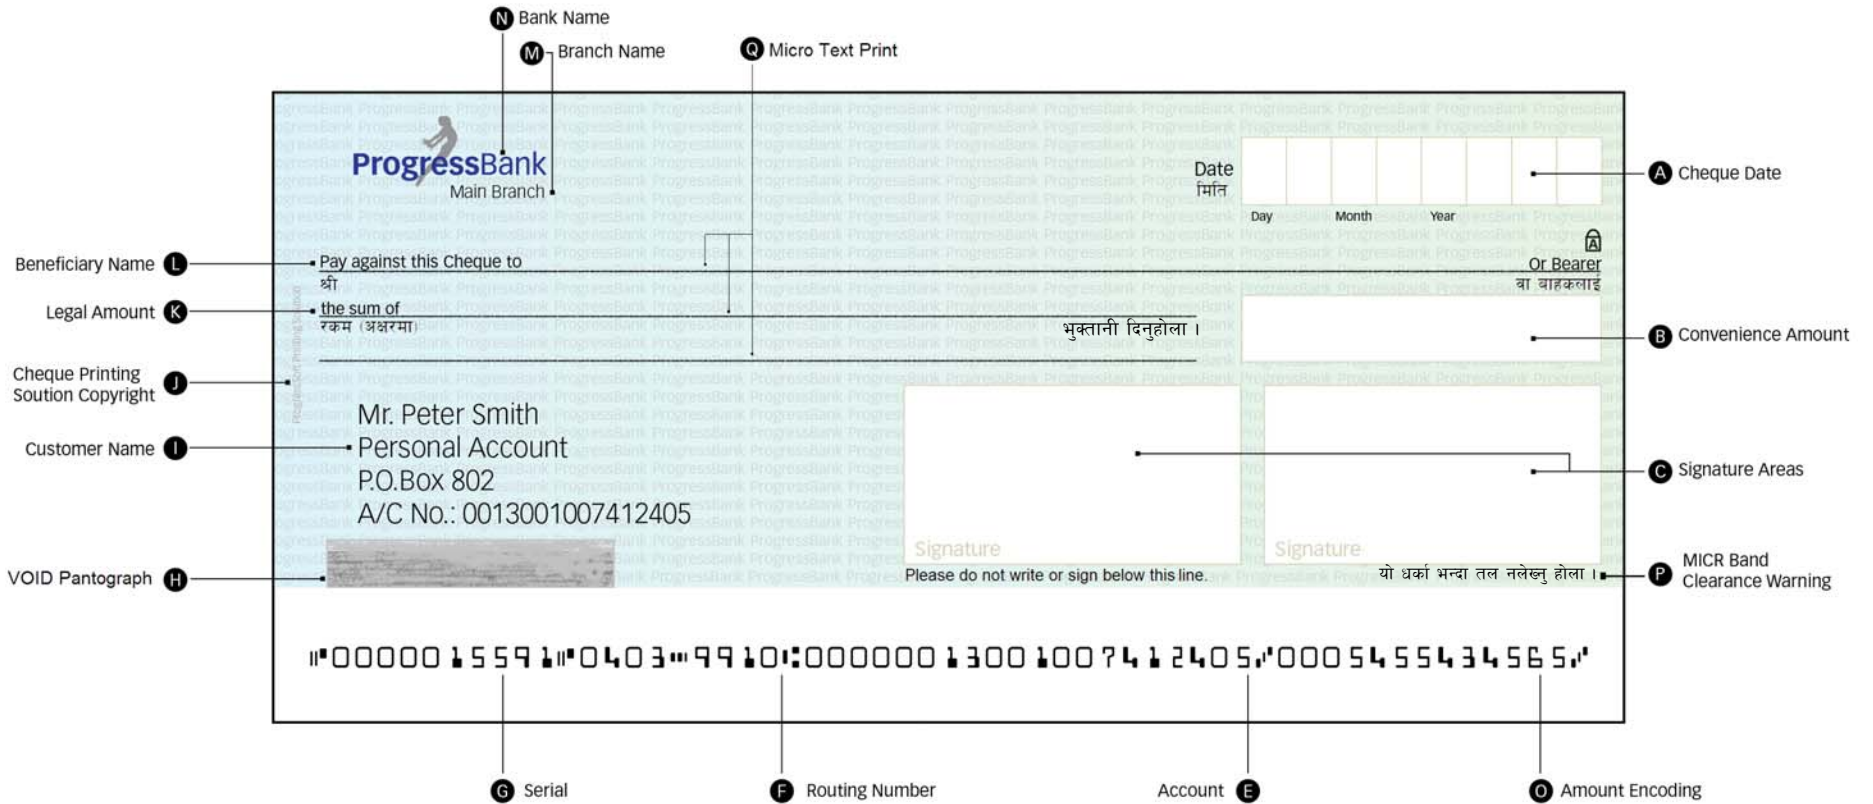 N Bank Name
M Branch Name
Q Micro Text Print
ProgressBank
Main Branch
Date
मिति
Day Month Year
A Cheque Date
Beneficiary Name L
Pay against this Cheque to
श्री
Or Bearer
वा बाहकलाई
Legal Amount K
the sum of
रकम (अक्षरमा)
भुक्तानी दिनुहोला ।
B Convenience Amount
Cheque Printing
Soution Copyright J
Mr. Peter Smith
Customer Name I
Personal Account
P.O.Box 802
A/C No.: 0013001007412405
C Signature Areas
Signature
Signature
VOID Pantograph H
Please do not write or sign below this line.
यो धर्का भन्दा तल नलेख्नु होला ।
P MICR Band
Clearance Warning
⑈0000015591⑈0403⑉9910⑆00000013001007412405⑇0005455434565⑇
G Serial
F Routing Number
Account E
O Amount Encoding